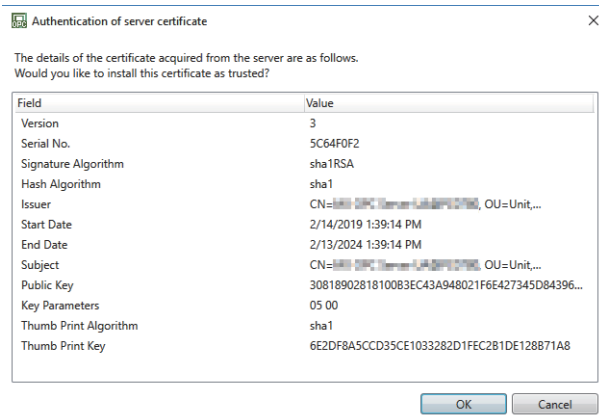 Authentication of server certificate
The details of the certificate acquired from the server are as follows.
Would you like to install this certificate as trusted?
Field Value
Version 3
Serial No. 5C64F0F2
Signature Algorithm sha1RSA
Hash Algorithm sha1
Issuer CN= , OU=Unit,...
Start Date 2/14/2019 1:39:14 PM
End Date 2/13/2024 1:39:14 PM
Subject CN= , OU=Unit,...
Public Key 30818902818100B3EC43A948021F6E427345D84396...
Key Parameters 05 00
Thumb Print Algorithm sha1
Thumb Print Key 6E2DF8A5CCD35CE1033282D1FEC2B1DE128B71A8
OK Cancel